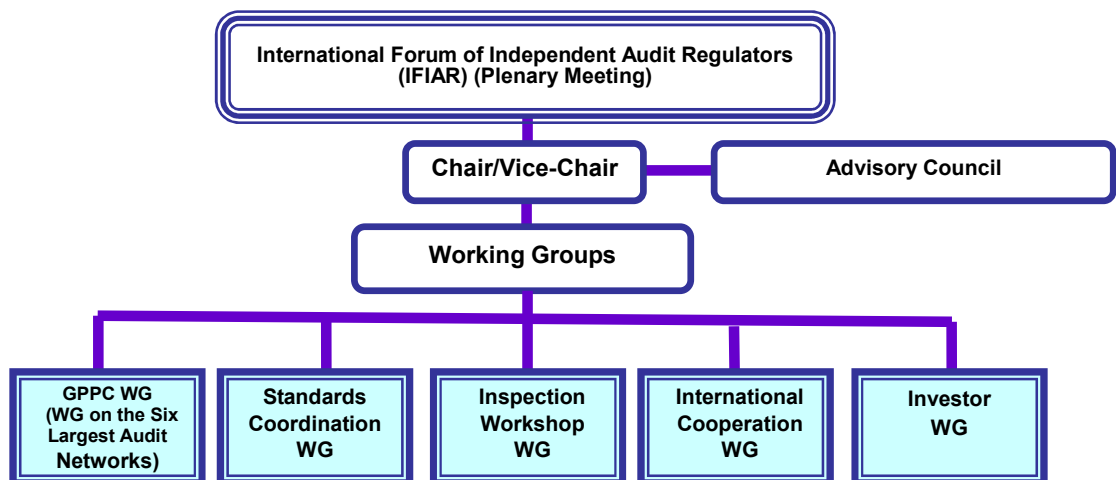 International Forum of Independent Audit Regulators
(IFIAR) (Plenary Meeting)
Chair/Vice-Chair
Advisory Council
Working Groups
GPPC WG
(WG on the Six
Largest Audit
Networks)
Standards
Coordination
WG
Inspection
Workshop
WG
International
Cooperation
WG
Investor
WG